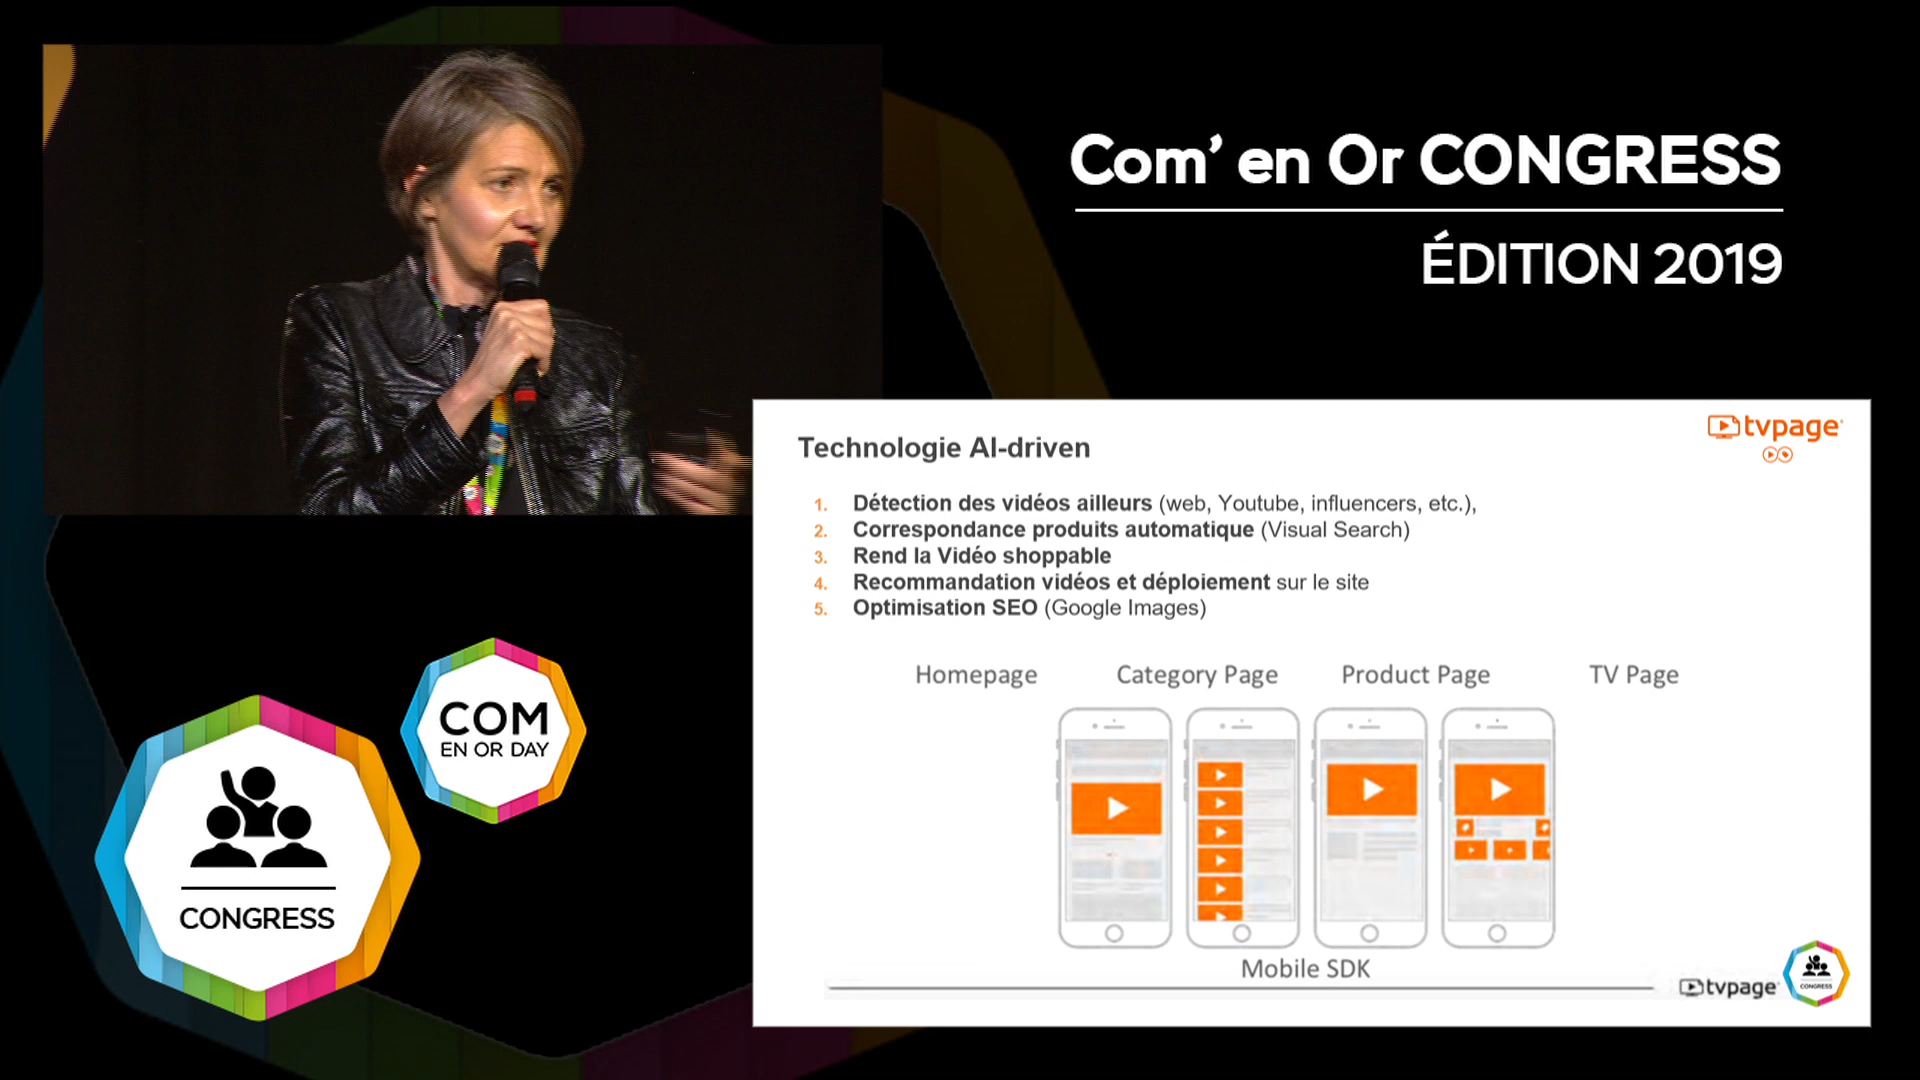 Com’ en Or CONGRESS
ÉDITION 2019
tvpage
Technologie AI-driven
1. Détection des vidéos ailleurs (web, Youtube, influencers, etc.),
2. Correspondance produits automatique (Visual Search)
3. Rend la Vidéo shoppable
4. Recommandation vidéos et déploiement sur le site
5. Optimisation SEO (Google Images)
Homepage Category Page Product Page TV Page
Mobile SDK
tvpage
CONGRESS
COM
EN OR DAY
CONGRESS